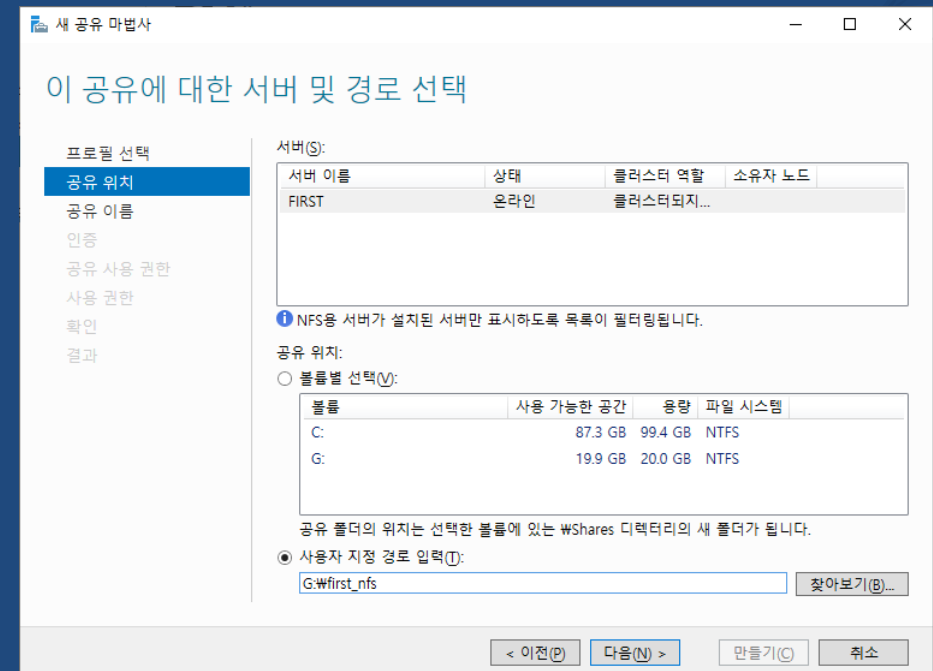 새 공유 마법사
이 공유에 대한 서버 및 경로 선택
프로필 선택
공유 위치
공유 이름
인증
공유 사용 권한
사용 권한
확인
결과
서버(S):
서버 이름 상태 클러스터 역할 소유자 노드
FIRST 온라인 클러스터되지...
NFS용 서버가 설치된 서버만 표시하도록 목록이 필터링됩니다.
공유 위치:
볼륨별 선택(V):
볼륨 사용 가능한 공간 용량 파일 시스템
C: 87.3 GB 99.4 GB NTFS
G: 19.9 GB 20.0 GB NTFS
공유 폴더의 위치는 선택한 볼륨에 있는 ₩Shares 디렉터리의 새 폴더가 됩니다.
사용자 지정 경로 입력(T):
G:₩first_nfs
찾아보기(B)...
< 이전(P) 다음(N) > 만들기(C) 취소